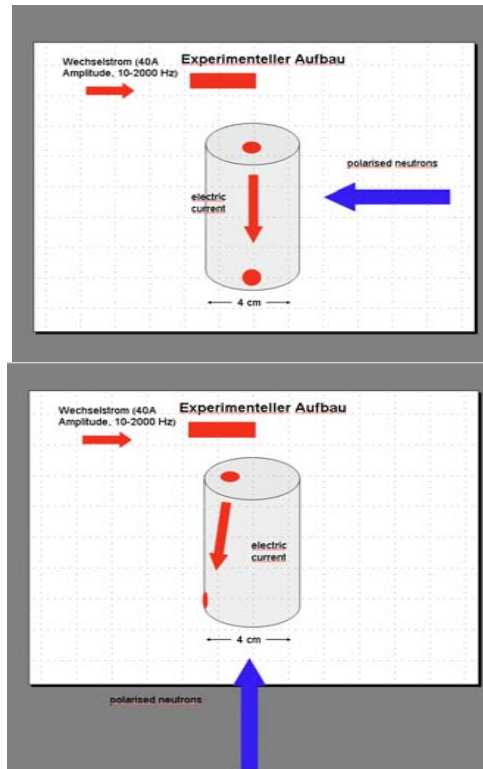 Wechselstrom (40A
Amplitude, 10-2000 Hz)
Experimenteller Aufbau
polarised neutrons
electric
current
4 cm
Wechselstrom (40A
Amplitude, 10-2000 Hz)
Experimenteller Aufbau
electric
current
4 cm
polarised neutrons